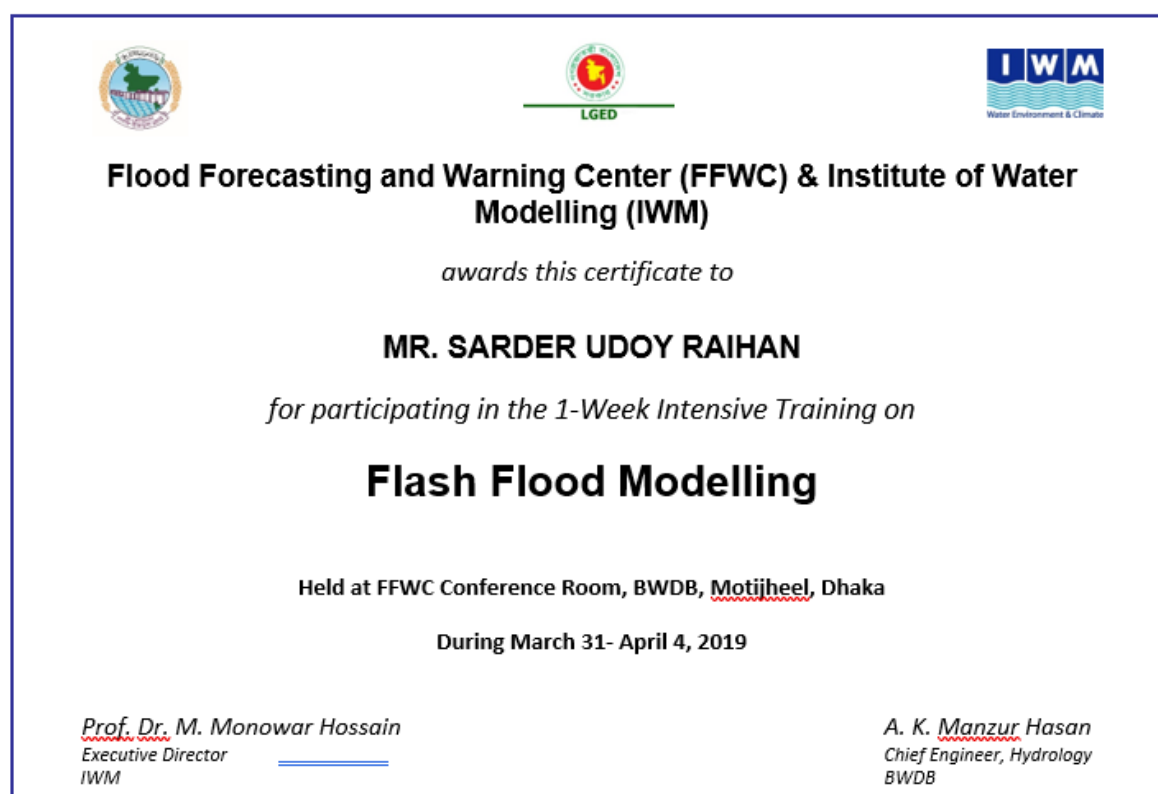 LGED
IWM
Water Environment & Climate
Flood Forecasting and Warning Center (FFWC) & Institute of Water
Modelling (IWM)
awards this certificate to
MR. SARDER UDOY RAIHAN
for participating in the 1-Week Intensive Training on
Flash Flood Modelling
Held at FFWC Conference Room, BWDB, Motijheel, Dhaka
During March 31- April 4, 2019
Prof. Dr. M. Monowar Hossain
Executive Director
IWM
A. K. Manzur Hasan
Chief Engineer, Hydrology
BWDB